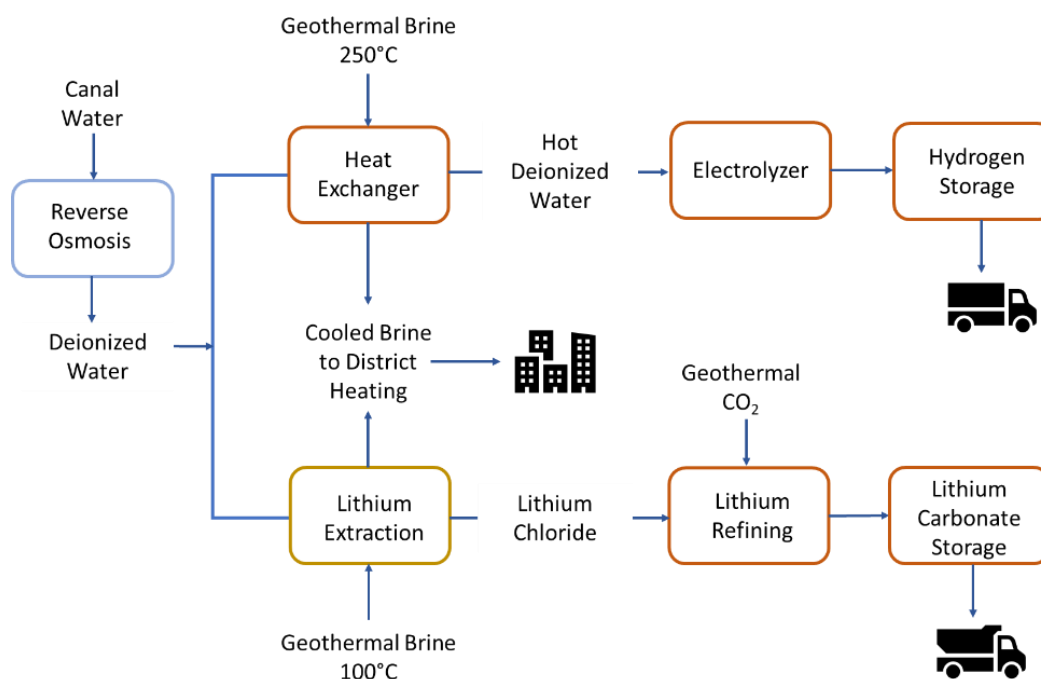 Geothermal Brine
250°C
Canal
Water
Heat
Exchanger
Hot
Deionized
Water
Electrolyzer
Hydrogen
Storage
Reverse
Osmosis
Deionized
Water
Cooled Brine
to District
Heating
Geothermal
CO₂
Lithium
Extraction
Lithium
Chloride
Lithium
Refining
Lithium
Carbonate
Storage
Geothermal Brine
100°C